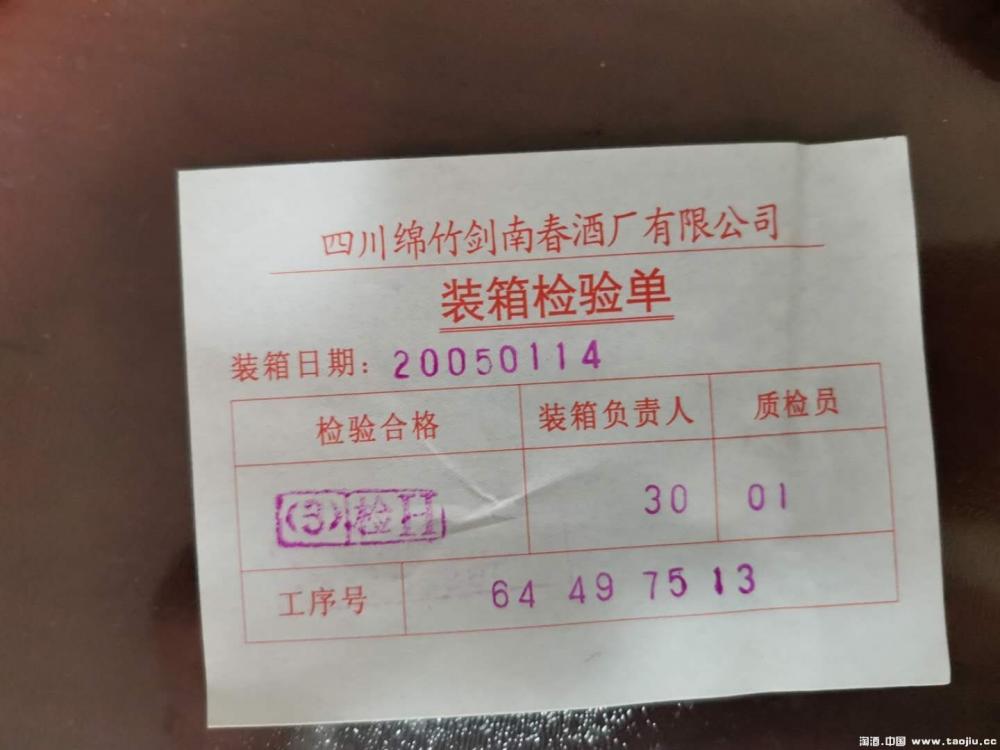 四川绵竹剑南春酒厂有限公司
装箱检验单
装箱日期：20050114
检验合格 装箱负责人 质检员
(3)检H 30 01
工序号 64 49 75 13
淘酒.中国 www.taojiu.cc